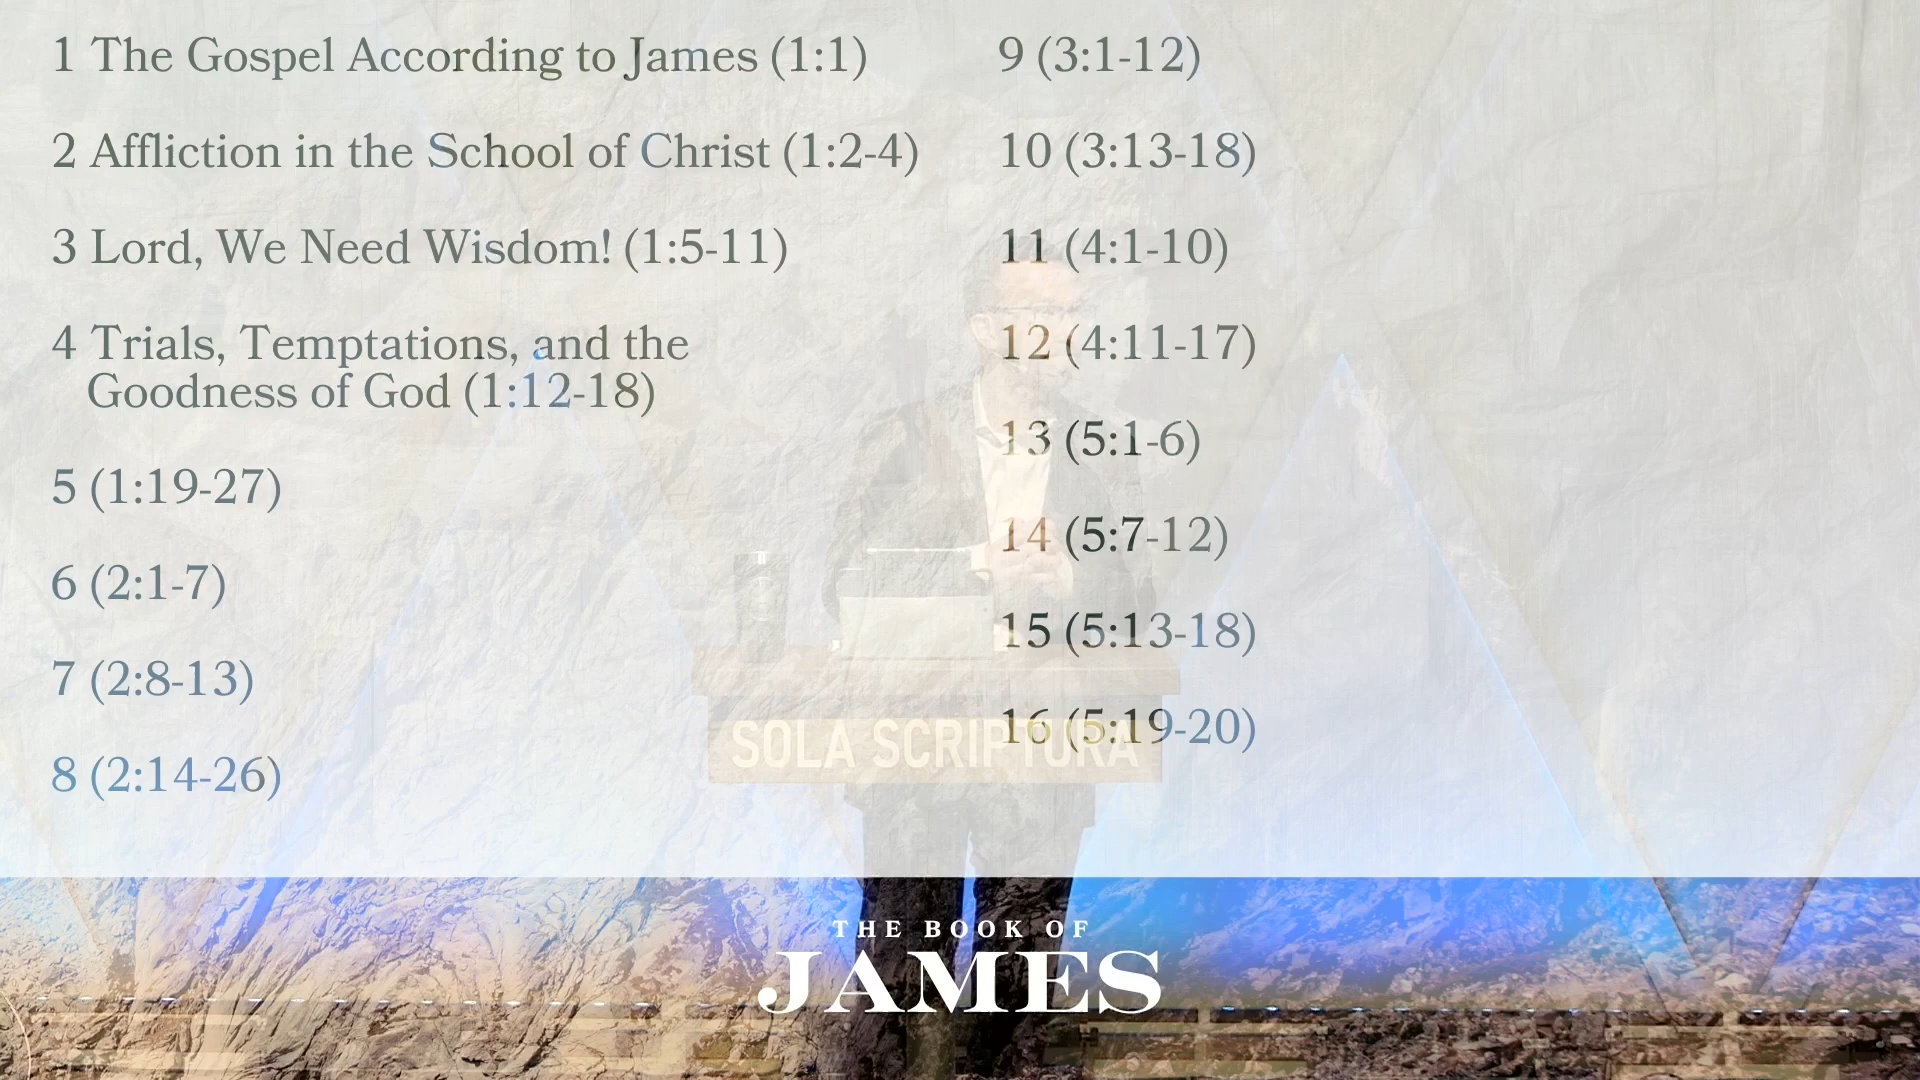 1 The Gospel According to James (1:1)
2 Affliction in the School of Christ (1:2-4)
3 Lord, We Need Wisdom! (1:5-11)
4 Trials, Temptations, and the
Goodness of God (1:12-18)
5 (1:19-27)
6 (2:1-7)
7 (2:8-13)
8 (2:14-26)
9 (3:1-12)
10 (3:13-18)
11 (4:1-10)
12 (4:11-17)
13 (5:1-6)
14 (5:7-12)
15 (5:13-18)
16 (5:19-20)
SOLA SCRIPTURA
THE BOOK OF
JAMES